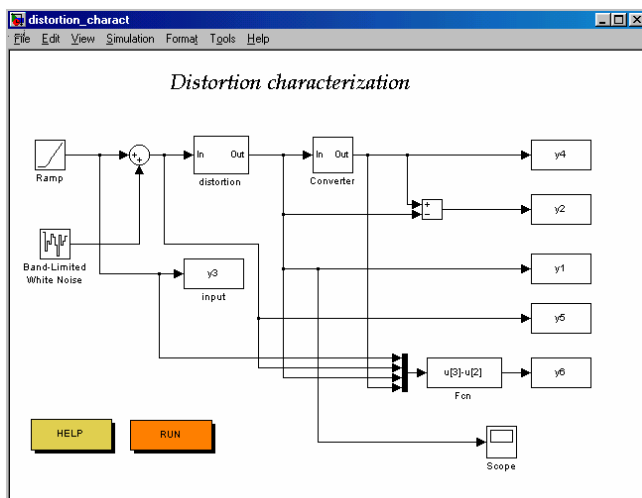 distortion_charact
File Edit View Simulation Format Tools Help
Distortion characterization
Ramp
+
+
In Out
distortion
In Out
Converter
y4
+
−
y2
Band-Limited
White Noise
y3
input
y1
y5
u[3]-u[2]
Fcn
y6
HELP
RUN
Scope